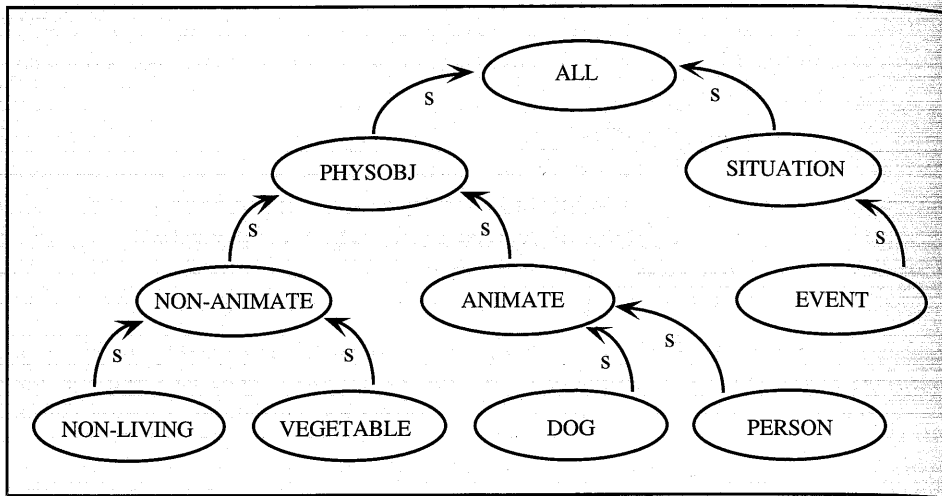 ALL
s
s
PHYSOBJ
SITUATION
s
s
s
NON-ANIMATE
ANIMATE
EVENT
s
s
s
s
NON-LIVING
VEGETABLE
DOG
PERSON